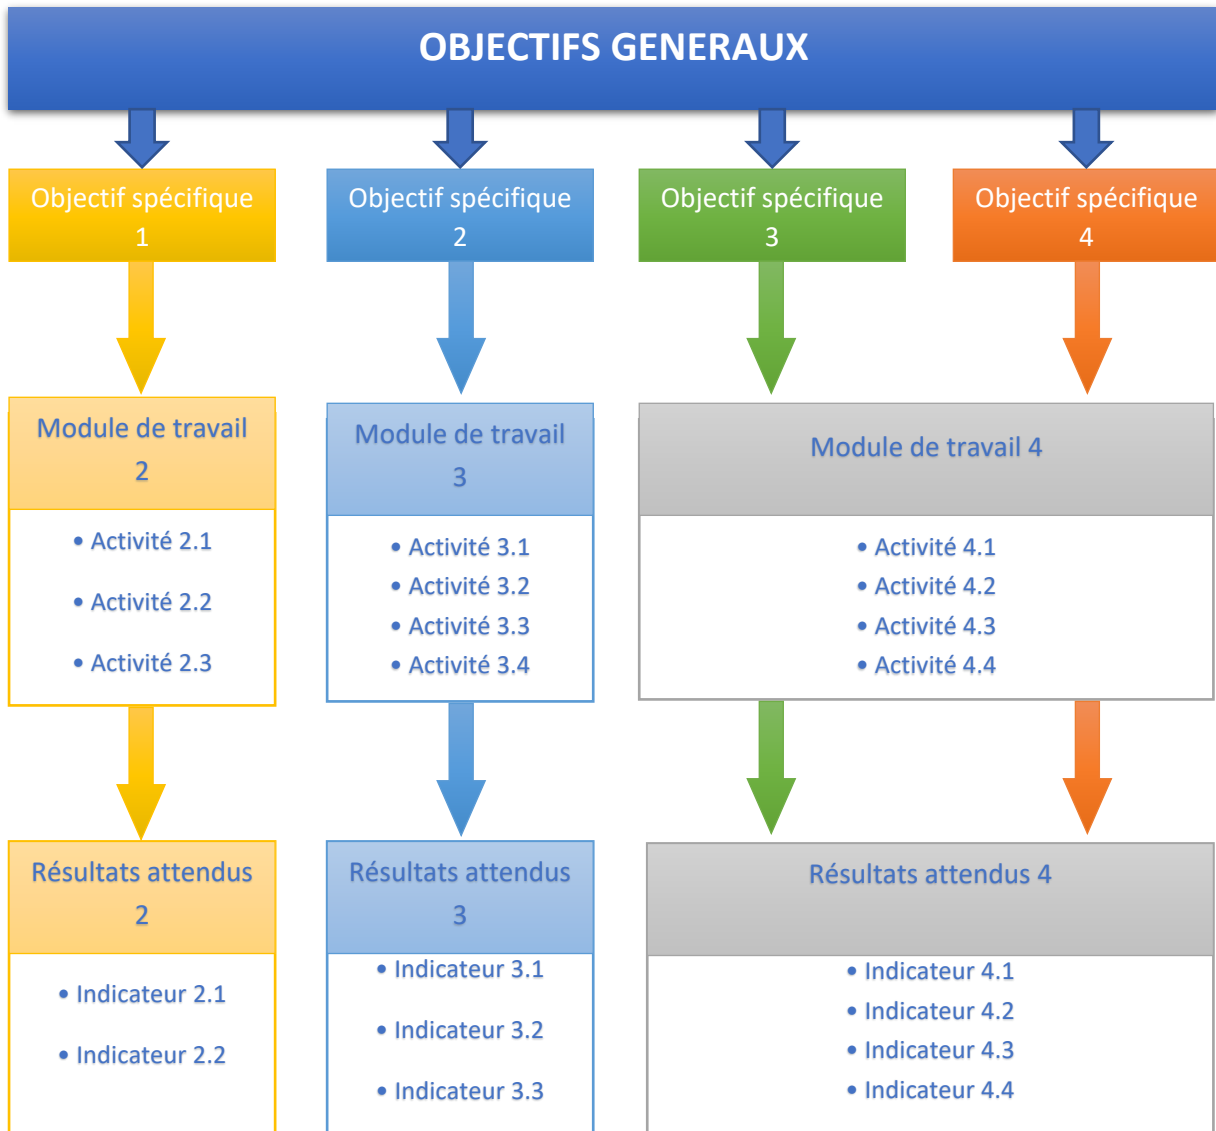 OBJECTIFS GENERAUX
Objectif spécifique
1
Objectif spécifique
2
Objectif spécifique
3
Objectif spécifique
4
Module de travail
2
• Activité 2.1
• Activité 2.2
• Activité 2.3
Module de travail
3
• Activité 3.1
• Activité 3.2
• Activité 3.3
• Activité 3.4
Module de travail 4
• Activité 4.1
• Activité 4.2
• Activité 4.3
• Activité 4.4
Résultats attendus
2
• Indicateur 2.1
• Indicateur 2.2
Résultats attendus
3
• Indicateur 3.1
• Indicateur 3.2
• Indicateur 3.3
Résultats attendus 4
• Indicateur 4.1
• Indicateur 4.2
• Indicateur 4.3
• Indicateur 4.4